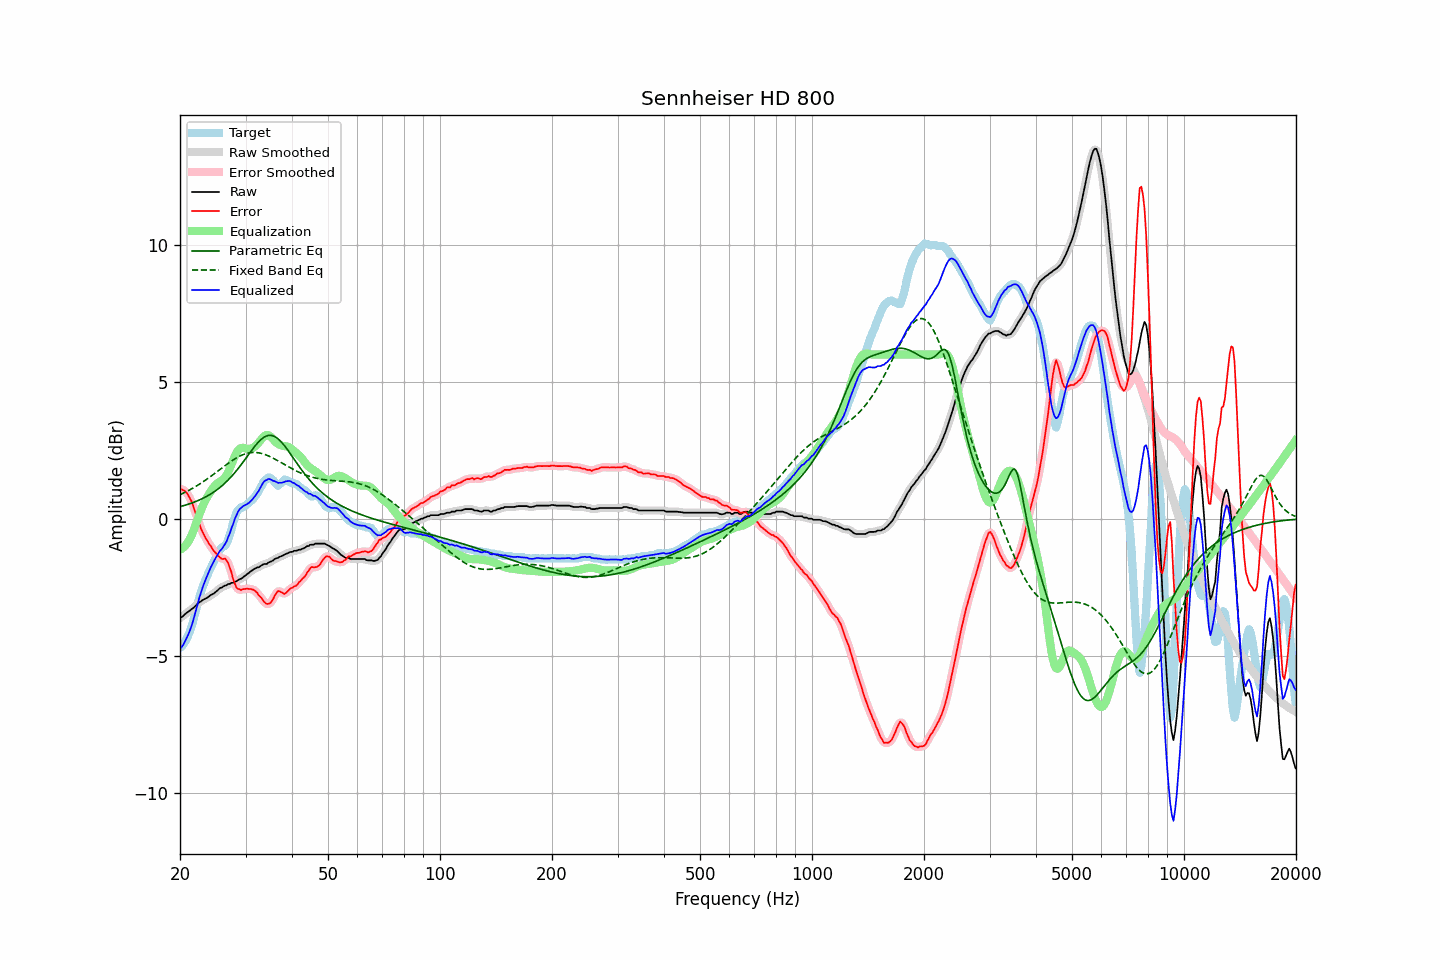 Sennheiser HD 800
Target
Raw Smoothed
Error Smoothed
Raw
Error
Equalization
Parametric Eq
Fixed Band Eq
Equalized
Amplitude (dBr)
10
5
0
−5
−10
20
50
100
200
500
1000
2000
5000
10000
20000
Frequency (Hz)